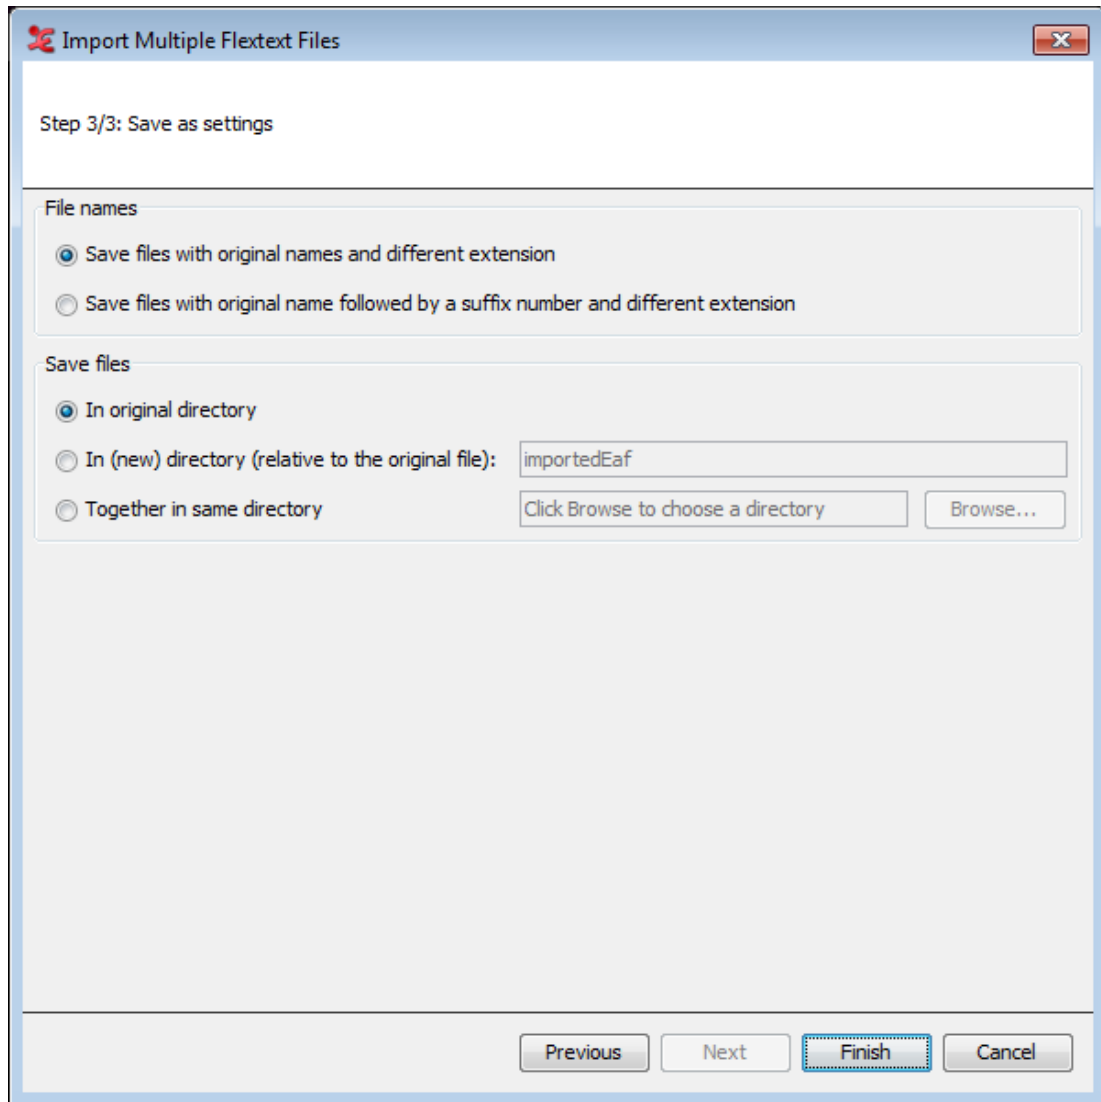 Import Multiple Flextext Files
Step 3/3: Save as settings
File names
Save files with original names and different extension
Save files with original name followed by a suffix number and different extension
Save files
In original directory
In (new) directory (relative to the original file): importedEaf
Together in same directory Click Browse to choose a directory Browse...
Previous Next Finish Cancel